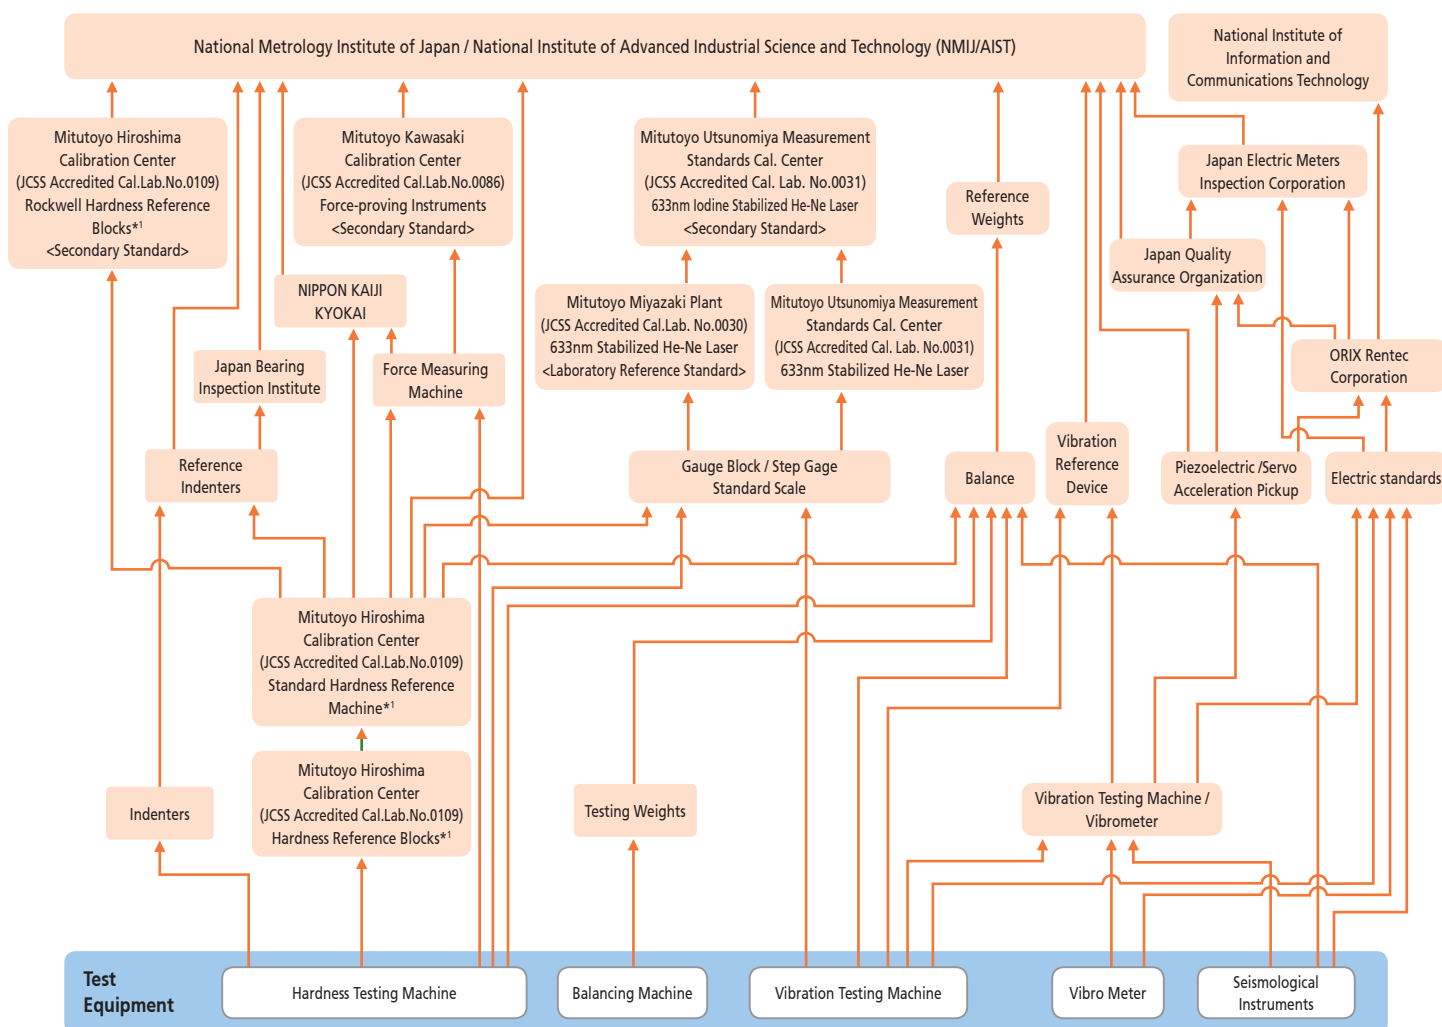 National Metrology Institute of Japan / National Institute of Advanced Industrial Science and Technology (NMIJ/AIST)
National Institute of
Information and
Communications Technology
Mitutoyo Hiroshima
Calibration Center
(JCSS Accredited Cal.Lab.No.0109)
Rockwell Hardness Reference
Blocks*1
<Secondary Standard>
Mitutoyo Kawasaki
Calibration Center
(JCSS Accredited Cal.Lab.No.0086)
Force-proving Instruments
<Secondary Standard>
Mitutoyo Utsunomiya Measurement
Standards Cal. Center
(JCSS Accredited Cal. Lab. No.0031)
633nm Iodine Stabilized He-Ne Laser
<Secondary Standard>
Reference
Weights
Japan Electric Meters
Inspection Corporation
Japan Quality
Assurance Organization
NIPPON KAIJI
KYOKAI
Mitutoyo Miyazaki Plant
(JCSS Accredited Cal.Lab. No.0030)
633nm Stabilized He-Ne Laser
<Laboratory Reference Standard>
Mitutoyo Utsunomiya Measurement
Standards Cal. Center
(JCSS Accredited Cal. Lab. No.0031)
633nm Stabilized He-Ne Laser
ORIX Rentec
Corporation
Japan Bearing
Inspection Institute
Force Measuring
Machine
Reference
Indenters
Gauge Block / Step Gage
Standard Scale
Balance
Vibration
Reference
Device
Piezoelectric /Servo
Acceleration Pickup
Electric standards
Mitutoyo Hiroshima
Calibration Center
(JCSS Accredited Cal.Lab.No.0109)
Standard Hardness Reference
Machine*1
Mitutoyo Hiroshima
Calibration Center
(JCSS Accredited Cal.Lab.No.0109)
Hardness Reference Blocks*1
Indenters
Testing Weights
Vibration Testing Machine /
Vibrometer
Test
Equipment
Hardness Testing Machine
Balancing Machine
Vibration Testing Machine
Vibro Meter
Seismological
Instruments